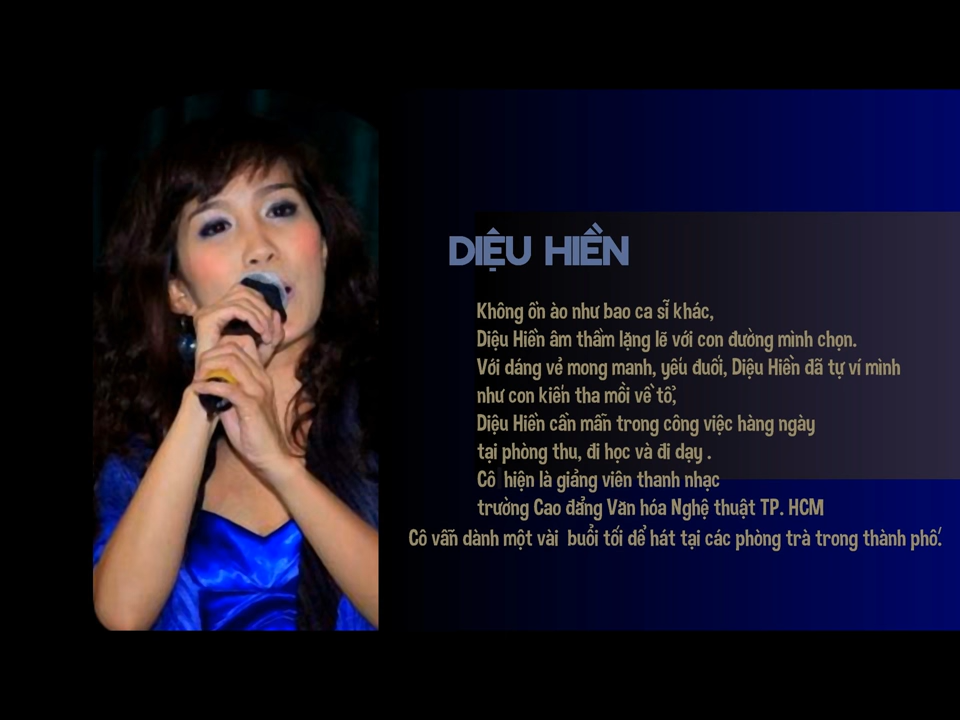 DIỆU HIỀN
Không ồn ào như bao ca sĩ khác,
Diệu Hiền âm thầm lặng lẽ với con đường mình chọn.
Với dáng vẻ mong manh, yếu đuối, Diệu Hiền đã tự ví mình
như con kiến tha mồi về tổ,
Diệu Hiền cần mẫn trong công việc hàng ngày
tại phòng thu, đi học và đi dạy .
Cô hiện là giảng viên thanh nhạc
trường Cao đẳng Văn hóa Nghệ thuật TP. HCM
Cô vẫn dành một vài buổi tối để hát tại các phòng trà trong thành phố.